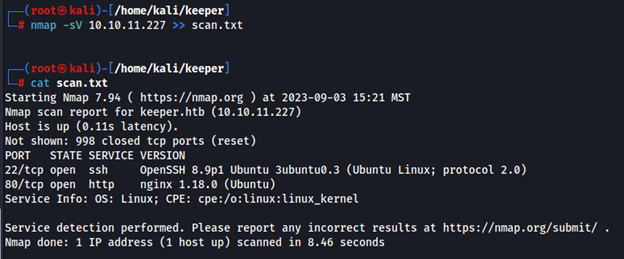 ┌──(root㉿kali)-[/home/kali/keeper]
└─# nmap -sV 10.10.11.227 >> scan.txt
┌──(root㉿kali)-[/home/kali/keeper]
└─# cat scan.txt
Starting Nmap 7.94 ( https://nmap.org ) at 2023-09-03 15:21 MST
Nmap scan report for keeper.htb (10.10.11.227)
Host is up (0.11s latency).
Not shown: 998 closed tcp ports (reset)
PORT   STATE SERVICE VERSION
22/tcp open  ssh     OpenSSH 8.9p1 Ubuntu 3ubuntu0.3 (Ubuntu Linux; protocol 2.0)
80/tcp open  http    nginx 1.18.0 (Ubuntu)
Service Info: OS: Linux; CPE: cpe:/o:linux:linux_kernel
Service detection performed. Please report any incorrect results at https://nmap.org/submit/ .
Nmap done: 1 IP address (1 host up) scanned in 8.46 seconds